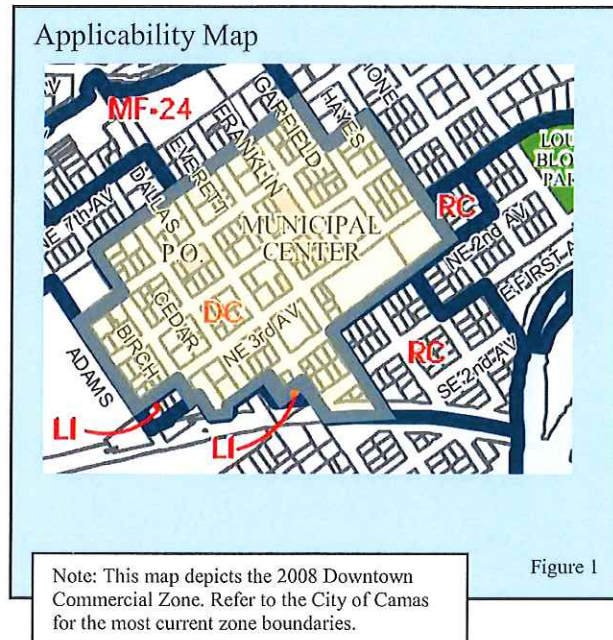 Applicability Map
MF-24
GARFIELD
HAYES
FRANKLIN
EVERETT
DALLAS
NE 7th AV
P.O.
MUNICIPAL
CENTER
RC
NE 2nd AV
E FIRST A
CEDAR
DC
NE 3rd AV
BIRCH
ADAMS
RC
SE 2nd AV
LI
LI
Figure 1
Note: This map depicts the 2008 Downtown
Commercial Zone. Refer to the City of Camas
for the most current zone boundaries.